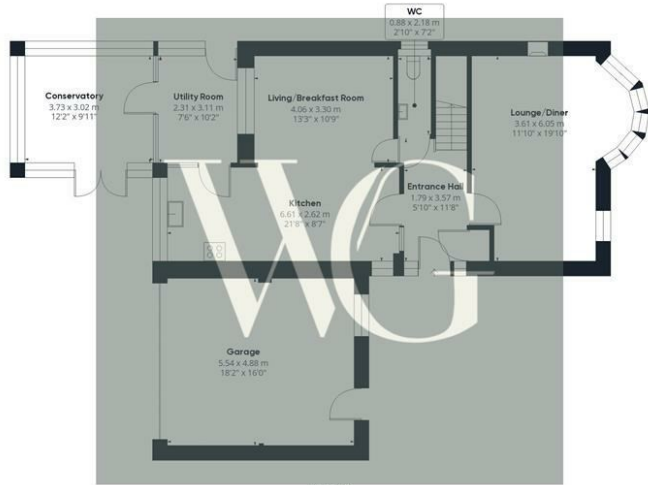 WC
0.88 x 2.18 m
2'10" x 7'2"
Conservatory
3.73 x 3.02 m
12'2" x 9'11"
Utility Room
2.31 x 3.11 m
7'6" x 10'2"
Living/Breakfast Room
4.06 x 3.30 m
13'3" x 10'9"
Lounge/Diner
3.61 x 6.05 m
11'10" x 19'10"
Kitchen
6.61 x 2.62 m
21'8" x 8'7"
Entrance Hall
1.79 x 3.57 m
5'10" x 11'8"
WG
Garage
5.54 x 4.88 m
18'2" x 16'0"